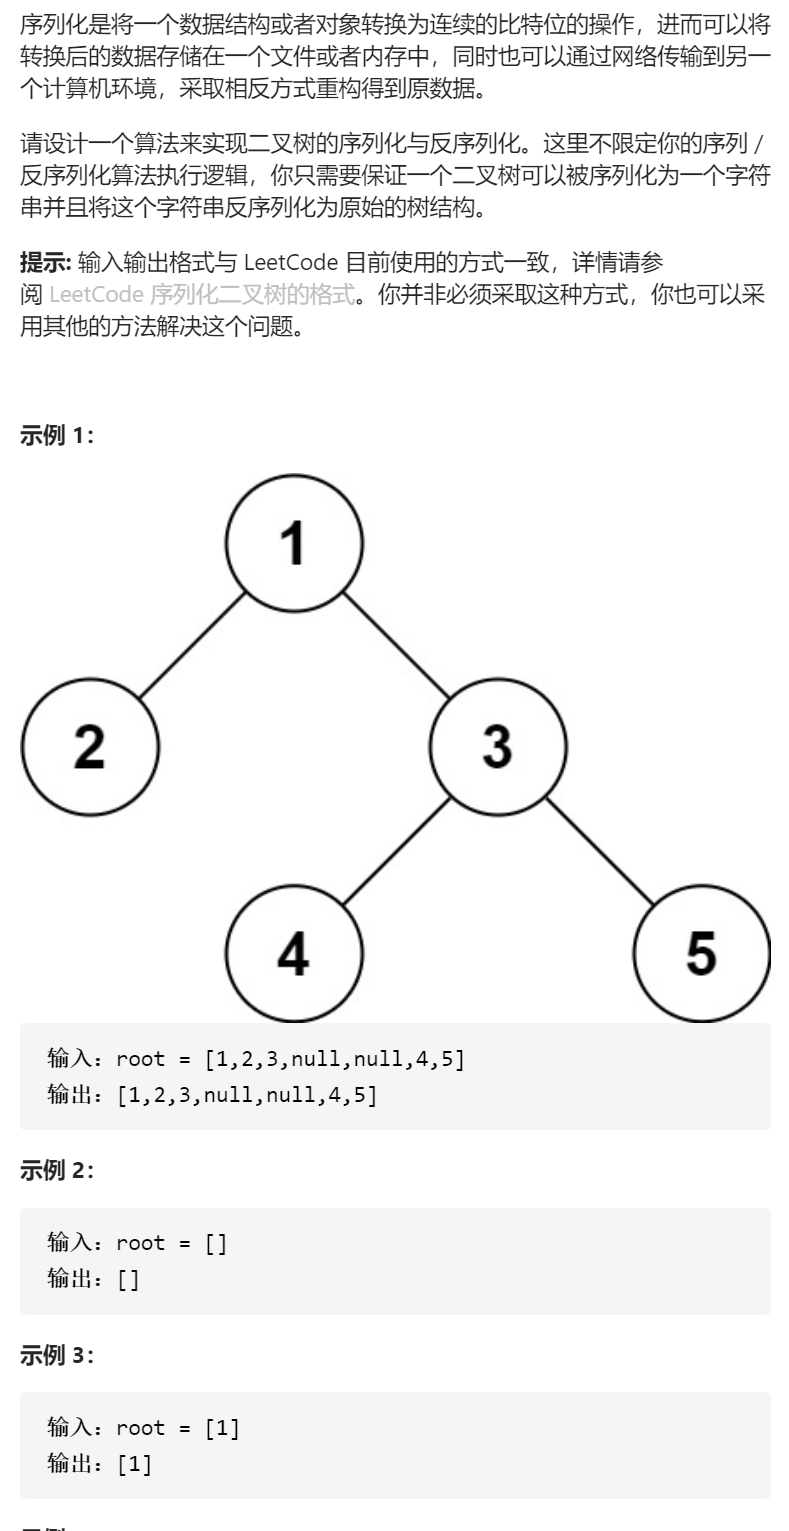 序列化是将一个数据结构或者对象转换为连续的比特位的操作，进而可以将
转换后的数据存储在一个文件或者内存中，同时也可以通过网络传输到另一
个计算机环境，采取相反方式重构得到原数据。
请设计一个算法来实现二叉树的序列化与反序列化。这里不限定你的序列 /
反序列化算法执行逻辑，你只需要保证一个二叉树可以被序列化为一个字符
串并且将这个字符串反序列化为原始的树结构。
提示: 输入输出格式与 LeetCode 目前使用的方式一致，详情请参
阅 LeetCode 序列化二叉树的格式。你并非必须采取这种方式，你也可以采
用其他的方法解决这个问题。
示例 1：
1
2
3
4
5
输入：root = [1,2,3,null,null,4,5]
输出：[1,2,3,null,null,4,5]
示例 2：
输入：root = []
输出：[]
示例 3：
输入：root = [1]
输出：[1]